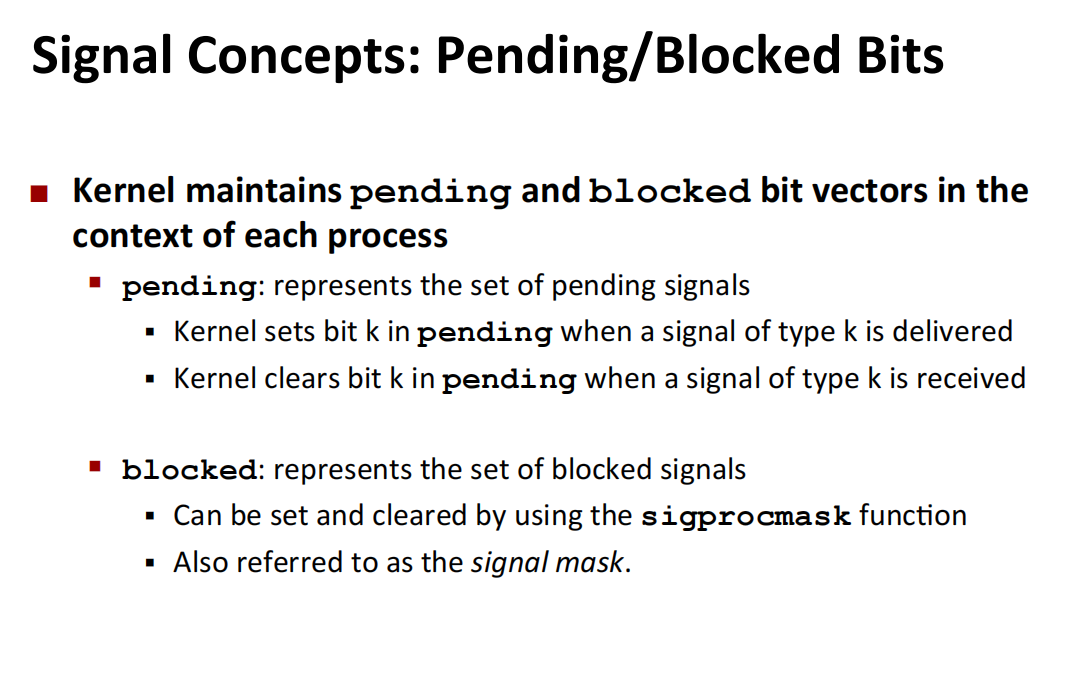 Signal Concepts: Pending/Blocked Bits
Kernel maintains pending and blocked bit vectors in the
context of each process
pending: represents the set of pending signals
Kernel sets bit k in pending when a signal of type k is delivered
Kernel clears bit k in pending when a signal of type k is received
blocked: represents the set of blocked signals
Can be set and cleared by using the sigprocmask function
Also referred to as the signal mask.